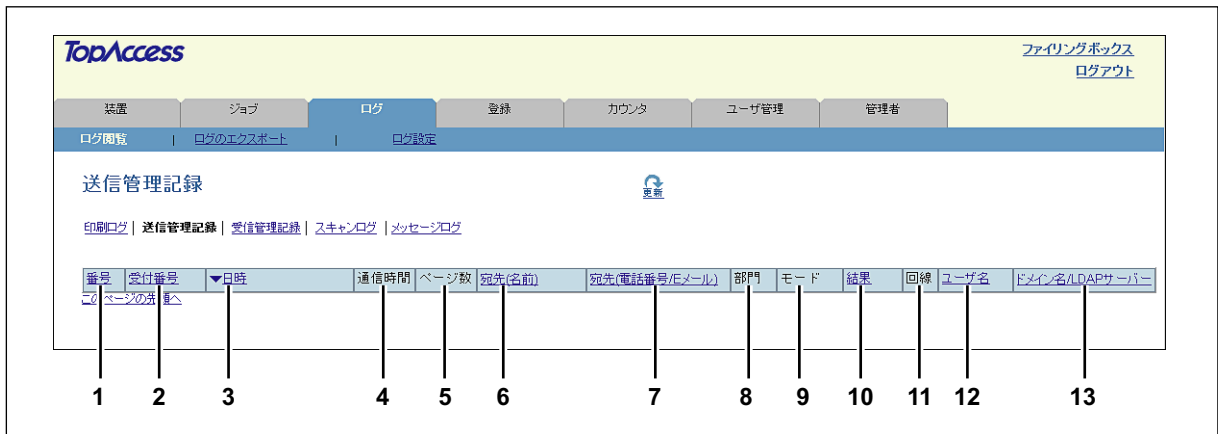 TopAccess
ファイリングボックス
ログアウト
装置 ジョブ ログ 登録 カウンタ ユーザ管理 管理者
ログ閲覧 | ログのエクスポート | ログ設定
送信管理記録
更新
印刷ログ | 送信管理記録 | 受信管理記録 | スキャンログ | メッセージログ
番号 受付番号 ▼日時 通信時間 ページ数 宛先(名前) 宛先(電話番号/Eメール) 部門 モード 結果 回線 ユーザ名 ドメイン名/LDAPサーバー
このページの先頭へ
1 2 3 4 5 6 7 8 9 10 11 12 13